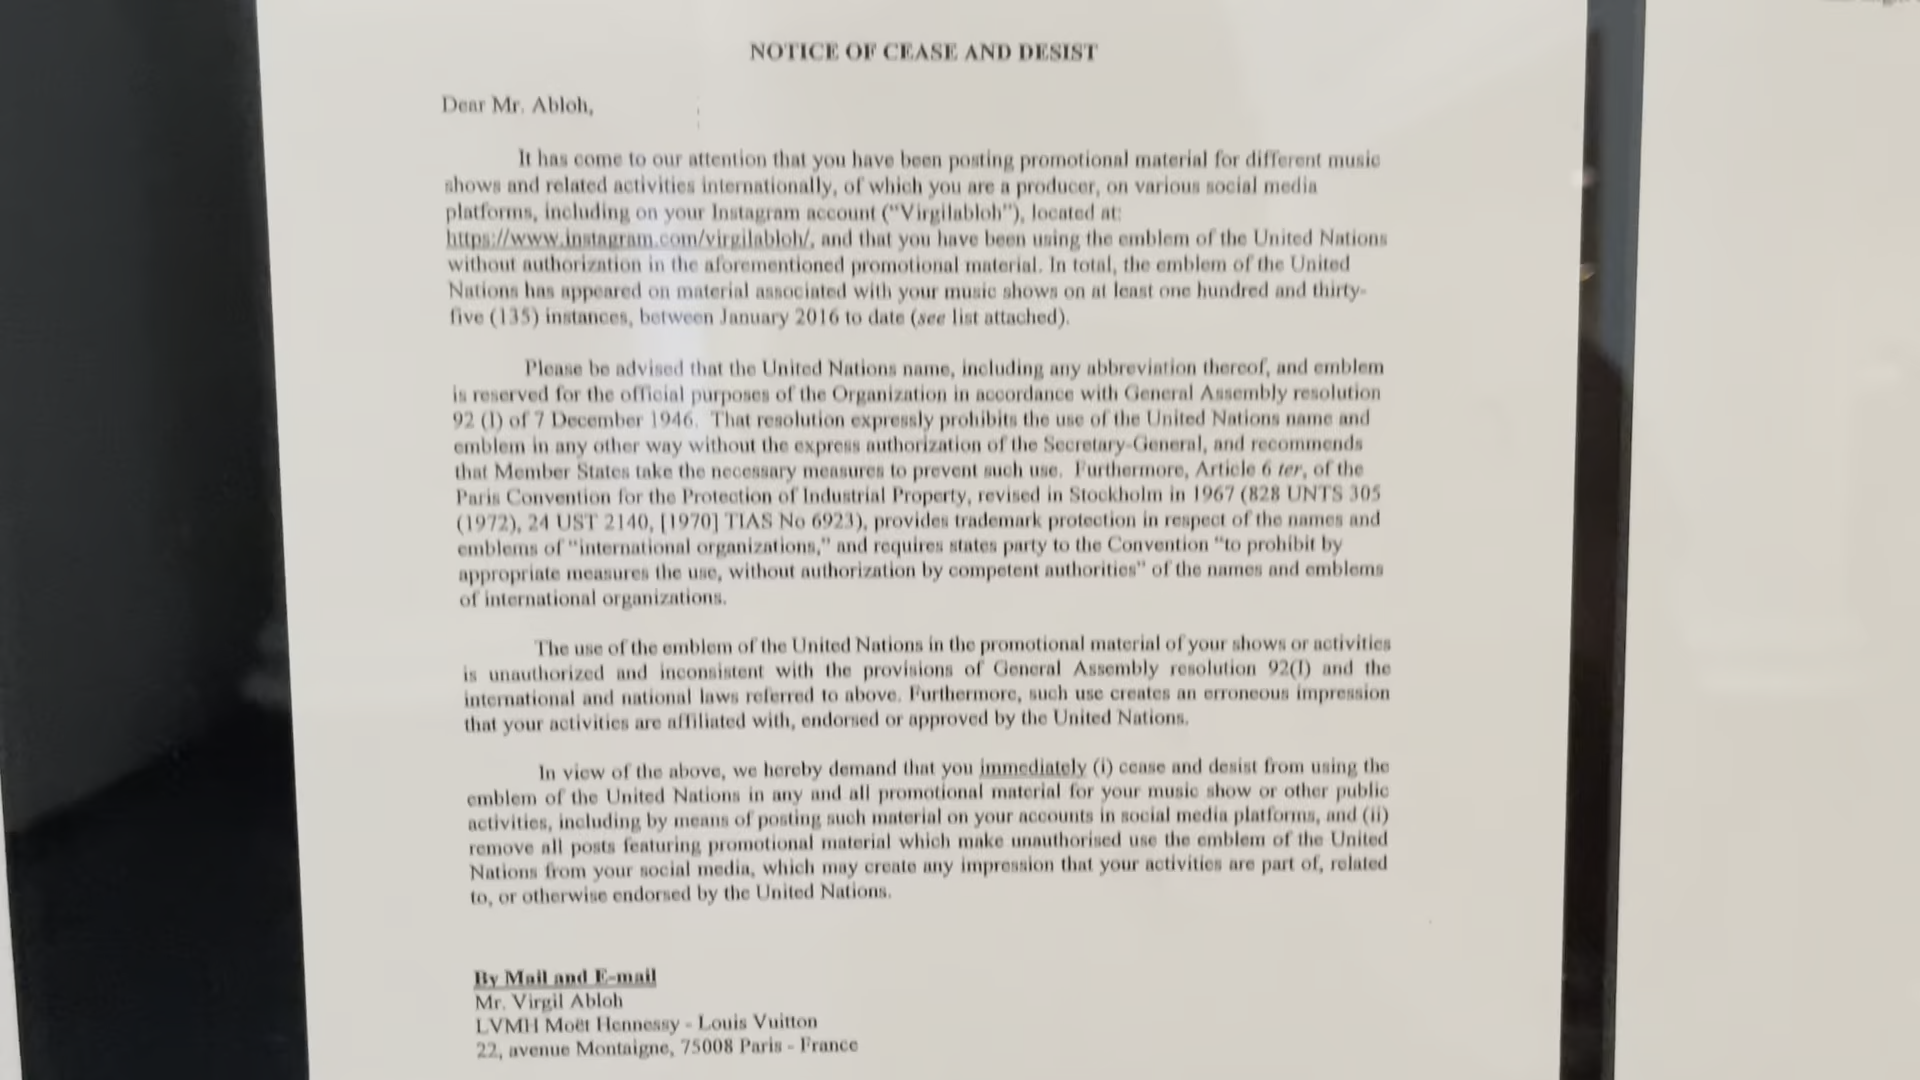 NOTICE OF CEASE AND DESIST
Dear Mr. Abloh,
It has come to our attention that you have been posting promotional material for different music
shows and related activities internationally, of which you are a producer, on various social media
platforms, including on your Instagram account ("Virgilabloh"), located at:
https://www.instagram.com/virgilabloh/, and that you have been using the emblem of the United Nations
without authorization in the aforementioned promotional material. In total, the emblem of the United
Nations has appeared on material associated with your music shows on at least one hundred and thirty-
five (135) instances, between January 2016 to date (see list attached).
Please be advised that the United Nations name, including any abbreviation thereof, and emblem
is reserved for the official purposes of the Organization in accordance with General Assembly resolution
92 (I) of 7 December 1946. That resolution expressly prohibits the use of the United Nations name and
emblem in any other way without the express authorization of the Secretary-General, and recommends
that Member States take the necessary measures to prevent such use. Furthermore, Article 6 ter, of the
Paris Convention for the Protection of Industrial Property, revised in Stockholm in 1967 (828 UNTS 305
(1972), 24 UST 2140, [1970] TIAS No 6923), provides trademark protection in respect of the names and
emblems of "international organizations," and requires states party to the Convention "to prohibit by
appropriate measures the use, without authorization by competent authorities" of the names and emblems
of international organizations.
The use of the emblem of the United Nations in the promotional material of your shows or activities
is unauthorized and inconsistent with the provisions of General Assembly resolution 92(I) and the
international and national laws referred to above. Furthermore, such use creates an erroneous impression
that your activities are affiliated with, endorsed or approved by the United Nations.
In view of the above, we hereby demand that you immediately (i) cease and desist from using the
emblem of the United Nations in any and all promotional material for your music show or other public
activities, including by means of posting such material on your accounts in social media platforms, and (ii)
remove all posts featuring promotional material which make unauthorised use the emblem of the United
Nations from your social media, which may create any impression that your activities are part of, related
to, or otherwise endorsed by the United Nations.
By Mail and E-mail
Mr. Virgil Abloh
LVMH Moët Hennessy - Louis Vuitton
22, avenue Montaigne, 75008 Paris - France